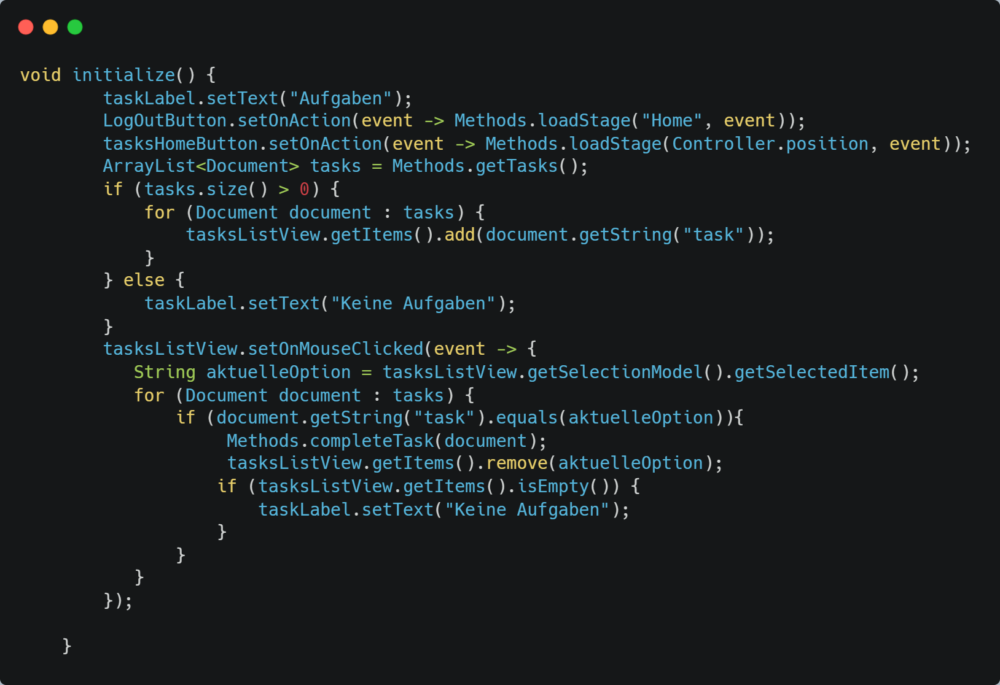 void initialize() {
        taskLabel.setText("Aufgaben");
        LogOutButton.setOnAction(event -> Methods.loadStage("Home", event));
        tasksHomeButton.setOnAction(event -> Methods.loadStage(Controller.position, event));
        ArrayList<Document> tasks = Methods.getTasks();
        if (tasks.size() > 0) {
            for (Document document : tasks) {
                tasksListView.getItems().add(document.getString("task"));
            }
        } else {
            taskLabel.setText("Keine Aufgaben");
        }
        tasksListView.setOnMouseClicked(event -> {
           String aktuelleOption = tasksListView.getSelectionModel().getSelectedItem();
           for (Document document : tasks) {
               if (document.getString("task").equals(aktuelleOption)){
                    Methods.completeTask(document);
                    tasksListView.getItems().remove(aktuelleOption);
                   if (tasksListView.getItems().isEmpty()) {
                       taskLabel.setText("Keine Aufgaben");
                   }
               }
           }
        });

    }